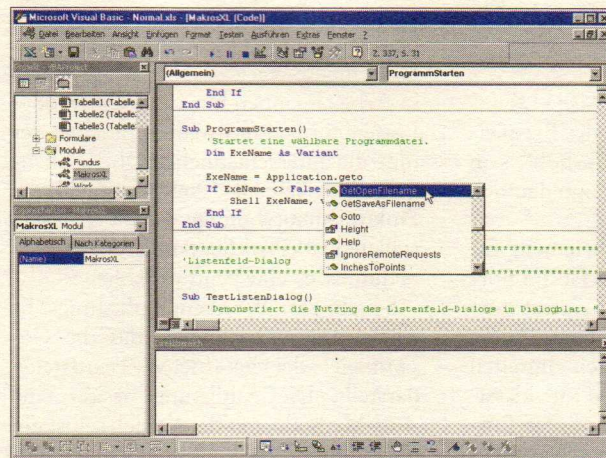 Microsoft Visual Basic - Normal.xls - [MakrosXL (Code)]
Datei Bearbeiten Ansicht Einfügen Format Testen Ausführen Extras Fenster ?
Z. 337, S. 31
(Allgemein) ProgrammStarten
Tabelle1 (Tabelle
Tabelle2 (Tabelle
Tabelle3 (Tabelle
Formulare
Module
Fundus
MakrosXL
Work
MakrosXL Modul
Alphabetisch Nach Kategorien
(Name) MakrosXL
End If
End Sub
Sub ProgrammStarten()
'Startet eine wählbare Programmdatei.
Dim ExeName As Variant
ExeName = Application.geto
If ExeName <> False
Shell ExeName,
End If
End Sub
GetOpenFilename
GetSaveAsFilename
Goto
Height
Help
IgnoreRemoteRequests
InchesToPoints
'Listenfeld-Dialog
Sub TestListenDialog()
'Demonstriert die Nutzung des Listenfeld-Dialogs im Dialogblatt "